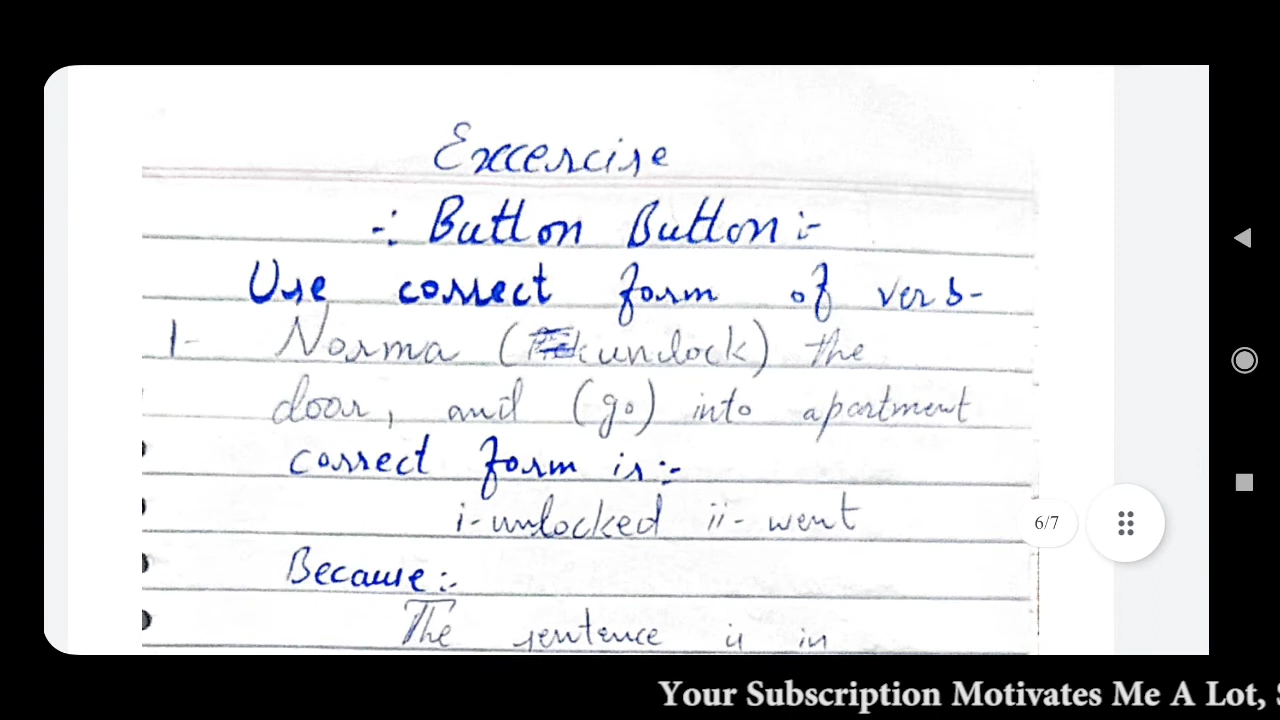 Exccercise
-: Button Button :-
Use correct form of verb-
1- Norma (unlock) the
door, and (go) into apartment
correct form is:-
i-unlocked ii- went
Because:-
The sentence is in
6/7
Your Subscription Motivates Me A Lot,